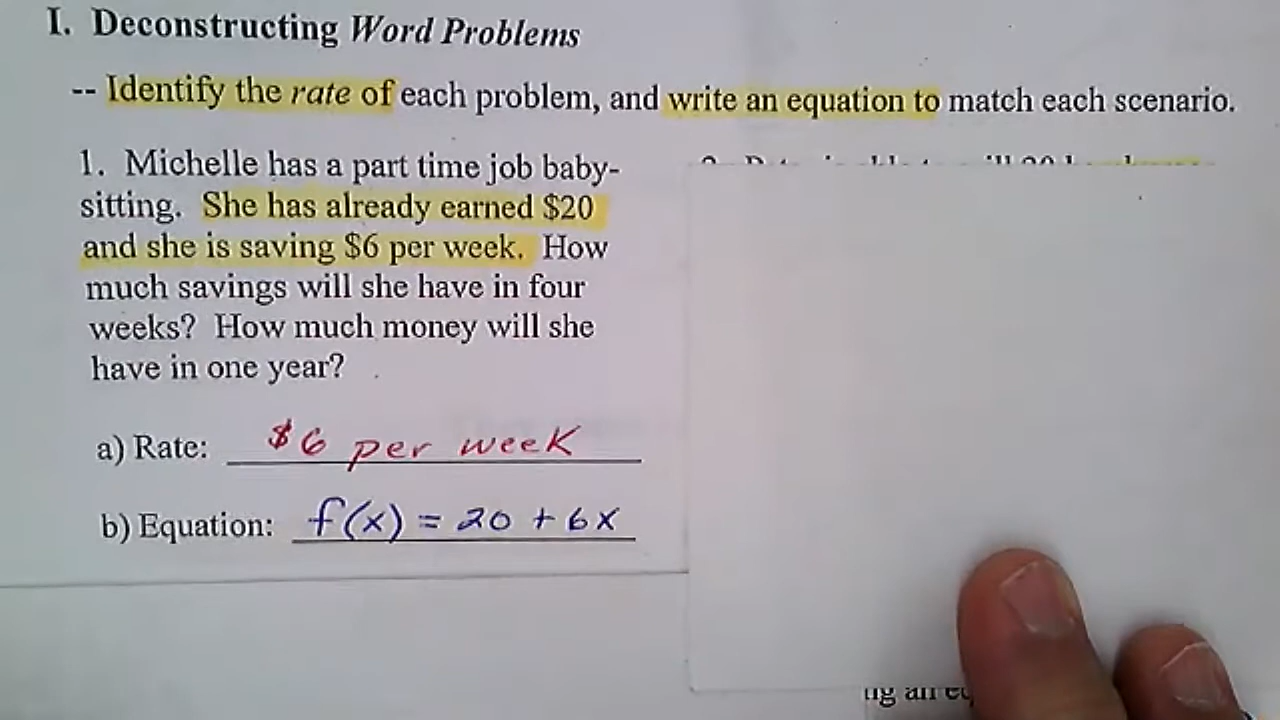 I. Deconstructing Word Problems
-- Identify the rate of each problem, and write an equation to match each scenario.
1. Michelle has a part time job baby-
sitting. She has already earned $20
and she is saving $6 per week. How
much savings will she have in four
weeks? How much money will she
have in one year?
a) Rate: $6 per week
b) Equation: f(x) = 20 + 6x